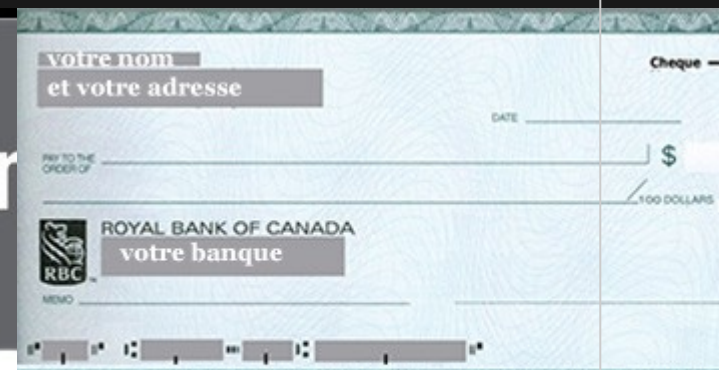 votre nom
et votre adresse
Cheque
DATE
PAY TO THE
ORDER OF
$
100 DOLLARS
ROYAL BANK OF CANADA
votre banque
RBC
MEMO